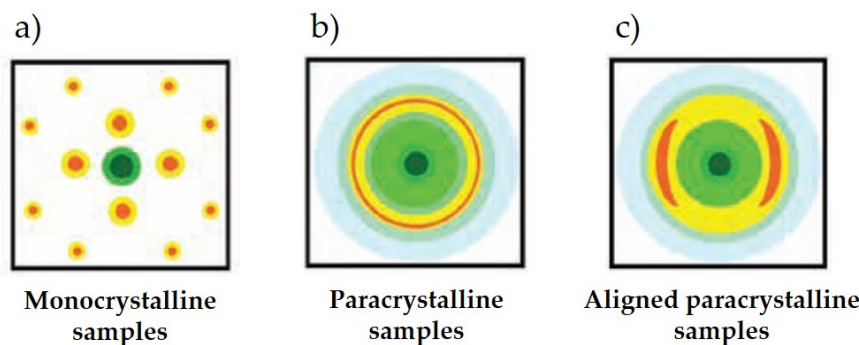 a)
b)
c)
Monocrystalline
samples
Paracrystalline
samples
Aligned paracrystalline
samples